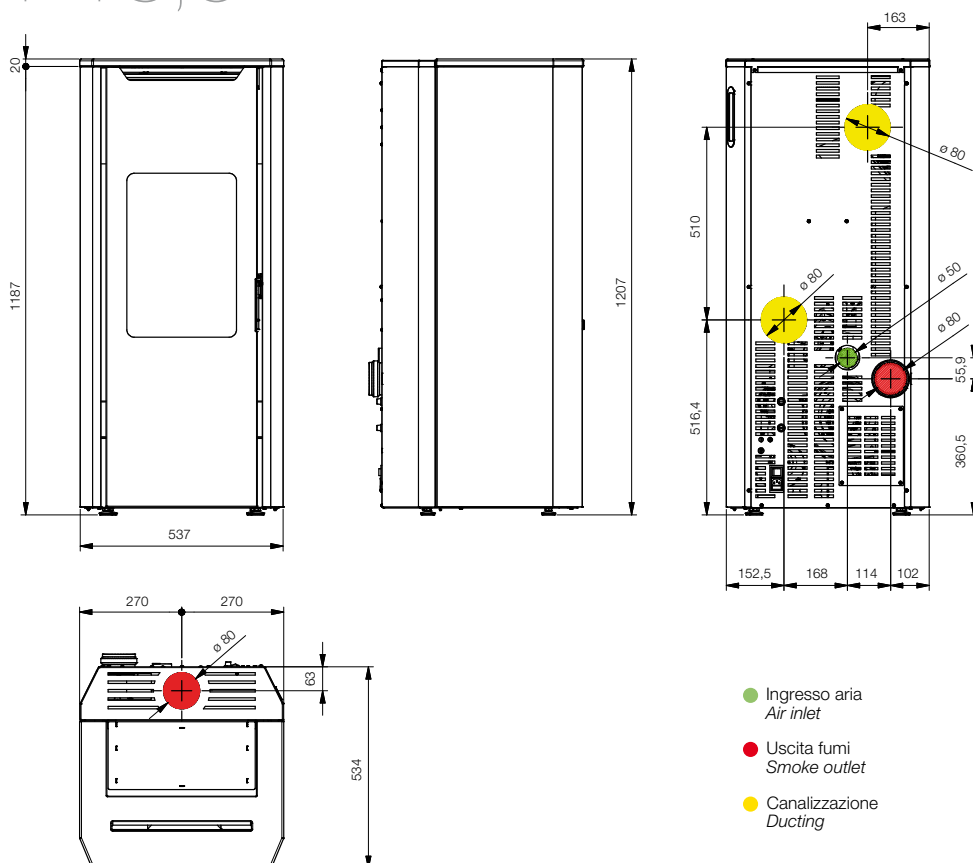 20
1187
537
1207
163
ø 80
510
ø 80
ø 50
ø 80
55,9
516,4
360,5
152,5
168
114
102
270
270
ø 80
63
534
Ingresso aria
Air inlet
Uscita fumi
Smoke outlet
Canalizzazione
Ducting